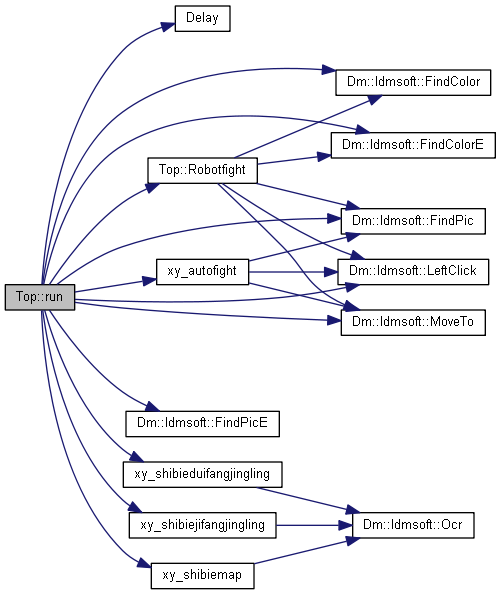 Delay
Dm::Idmsoft::FindColor
Dm::Idmsoft::FindColorE
Top::Robotfight
Dm::Idmsoft::FindPic
xy_autofight
Dm::Idmsoft::LeftClick
Top::run
Dm::Idmsoft::MoveTo
Dm::Idmsoft::FindPicE
xy_shibieduifangjingling
xy_shibiejifangjingling
Dm::Idmsoft::Ocr
xy_shibiemap